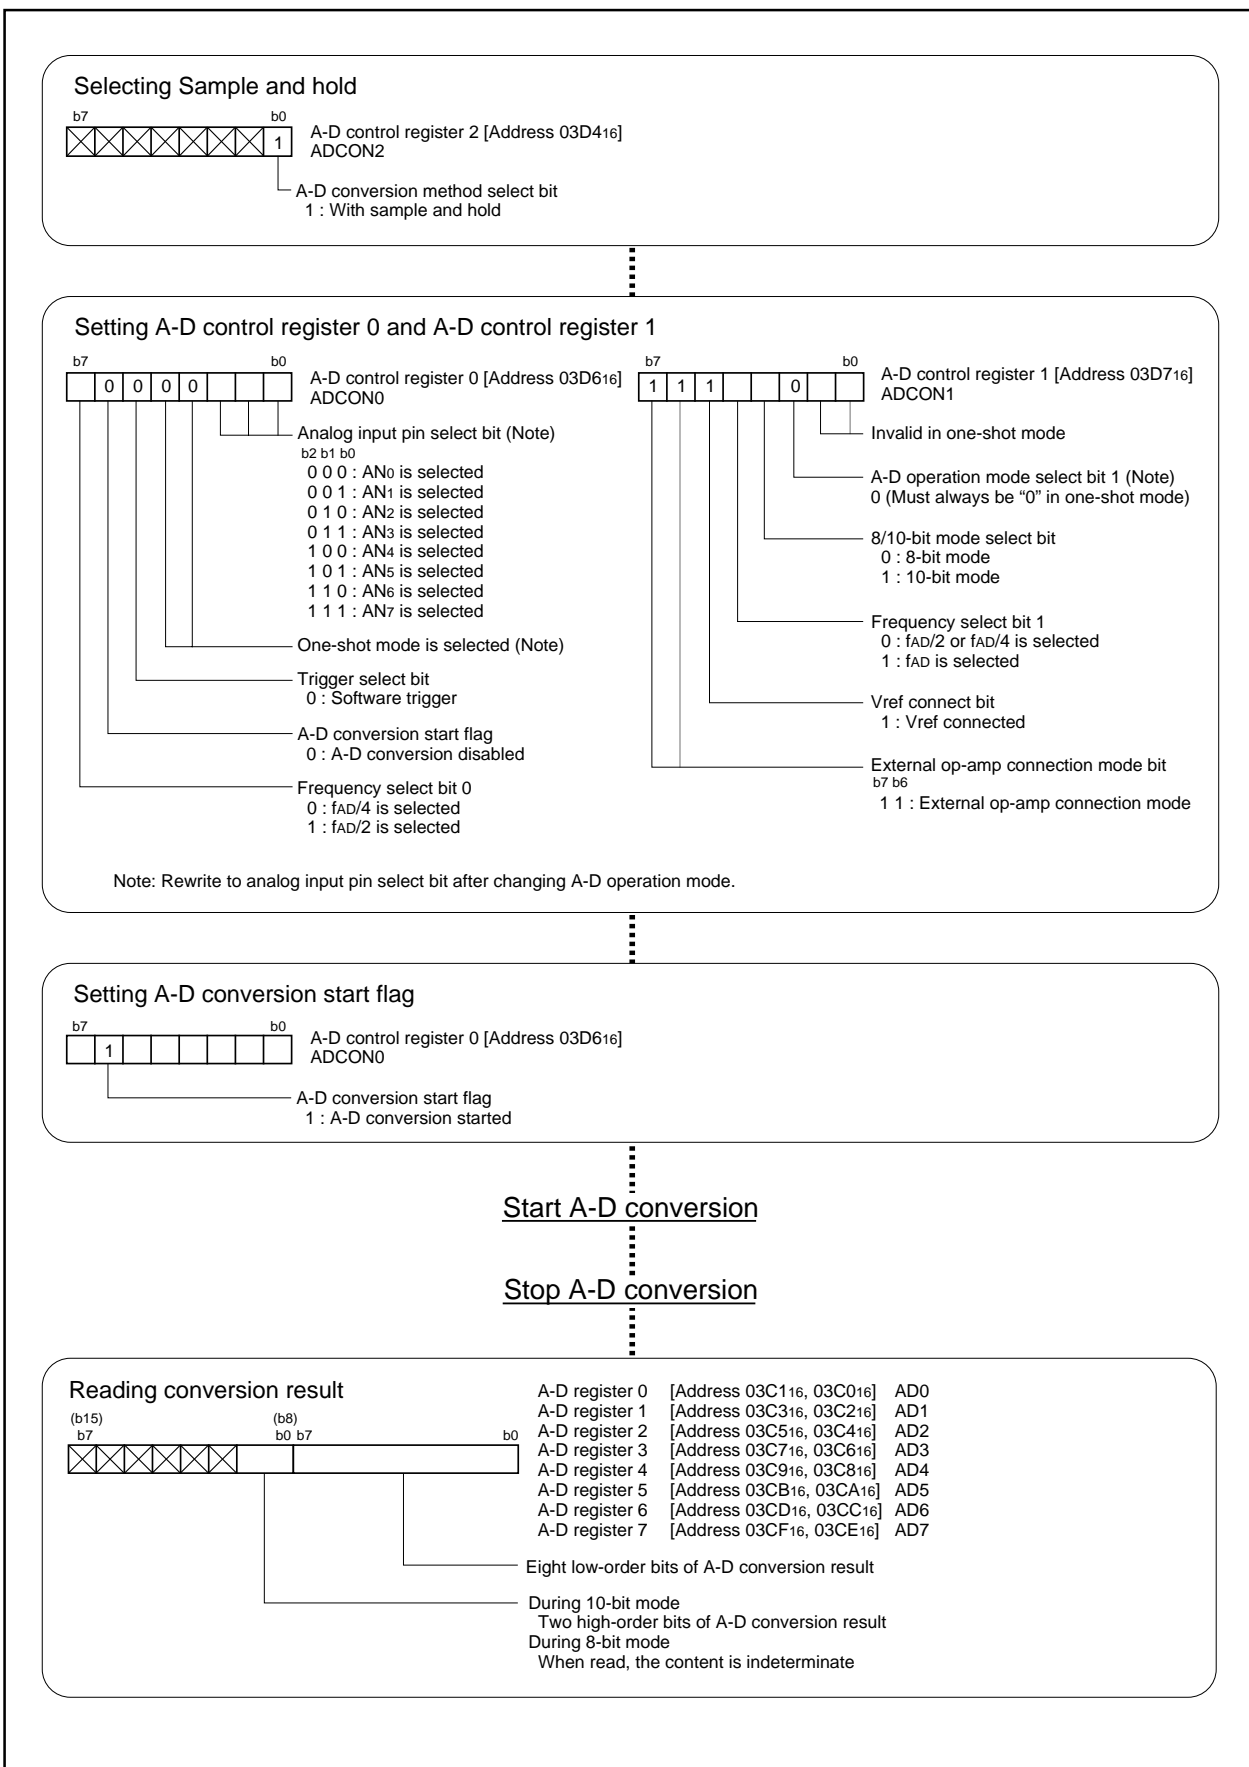 Selecting Sample and hold
b7 b0
1
A-D control register 2 [Address 03D416]
ADCON2
A-D conversion method select bit
1 : With sample and hold
Setting A-D control register 0 and A-D control register 1
b7 b0
0 0 0 0
A-D control register 0 [Address 03D616]
ADCON0
Analog input pin select bit (Note)
b2 b1 b0
0 0 0 : AN0 is selected
0 0 1 : AN1 is selected
0 1 0 : AN2 is selected
0 1 1 : AN3 is selected
1 0 0 : AN4 is selected
1 0 1 : AN5 is selected
1 1 0 : AN6 is selected
1 1 1 : AN7 is selected
One-shot mode is selected (Note)
Trigger select bit
0 : Software trigger
A-D conversion start flag
0 : A-D conversion disabled
Frequency select bit 0
0 : fAD/4 is selected
1 : fAD/2 is selected
b7 b0
1 1 1 0
A-D control register 1 [Address 03D716]
ADCON1
Invalid in one-shot mode
A-D operation mode select bit 1 (Note)
0 (Must always be “0” in one-shot mode)
8/10-bit mode select bit
0 : 8-bit mode
1 : 10-bit mode
Frequency select bit 1
0 : fAD/2 or fAD/4 is selected
1 : fAD is selected
Vref connect bit
1 : Vref connected
External op-amp connection mode bit
b7 b6
1 1 : External op-amp connection mode
Note: Rewrite to analog input pin select bit after changing A-D operation mode.
Setting A-D conversion start flag
b7 b0
1
A-D control register 0 [Address 03D616]
ADCON0
A-D conversion start flag
1 : A-D conversion started
Start A-D conversion
Stop A-D conversion
Reading conversion result
(b15) (b8)
b7 b0 b7 b0
A-D register 0 [Address 03C116, 03C016] AD0
A-D register 1 [Address 03C316, 03C216] AD1
A-D register 2 [Address 03C516, 03C416] AD2
A-D register 3 [Address 03C716, 03C616] AD3
A-D register 4 [Address 03C916, 03C816] AD4
A-D register 5 [Address 03CB16, 03CA16] AD5
A-D register 6 [Address 03CD16, 03CC16] AD6
A-D register 7 [Address 03CF16, 03CE16] AD7
Eight low-order bits of A-D conversion result
During 10-bit mode
Two high-order bits of A-D conversion result
During 8-bit mode
When read, the content is indeterminate